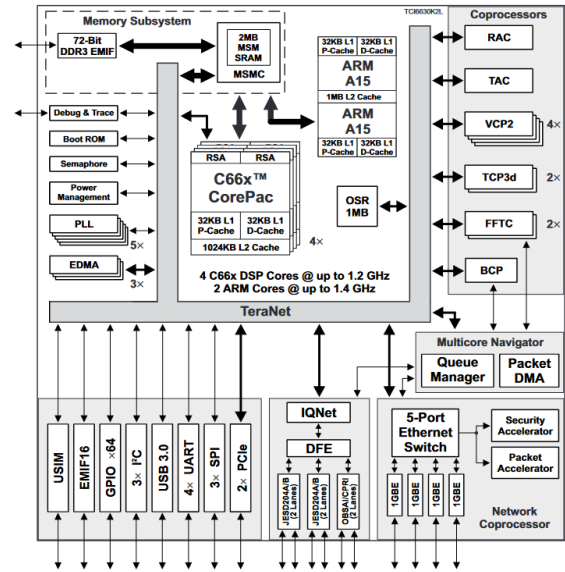 TCI6630K2L
Memory Subsystem
72-Bit
DDR3 EMIF
2MB
MSM
SRAM
MSMC
Debug & Trace
Boot ROM
Semaphore
Power
Management
PLL
5×
EDMA
3×
RSA RSA
C66x™
CorePac
32KB L1 32KB L1
P-Cache D-Cache
1024KB L2 Cache
4×
32KB L1 32KB L1
P-Cache D-Cache
ARM
A15
1MB L2 Cache
ARM
A15
32KB L1 32KB L1
P-Cache D-Cache
OSR
1MB
4 C66x DSP Cores @ up to 1.2 GHz
2 ARM Cores @ up to 1.4 GHz
TeraNet
Coprocessors
RAC
TAC
VCP2 4×
TCP3d 2×
FFTC 2×
BCP
Multicore Navigator
Queue
Manager
Packet
DMA
USIM
EMIF16
GPIO ×64
3× I²C
USB 3.0
4× UART
3× SPI
2× PCIe
IQNet
DFE
JESD204A/B
(2 Lanes)
JESD204A/B
(2 Lanes)
OBSAI/CPRI
(2 Lanes)
5-Port
Ethernet
Switch
Security
Accelerator
Packet
Accelerator
1GBE
1GBE
1GBE
1GBE
Network
Coprocessor